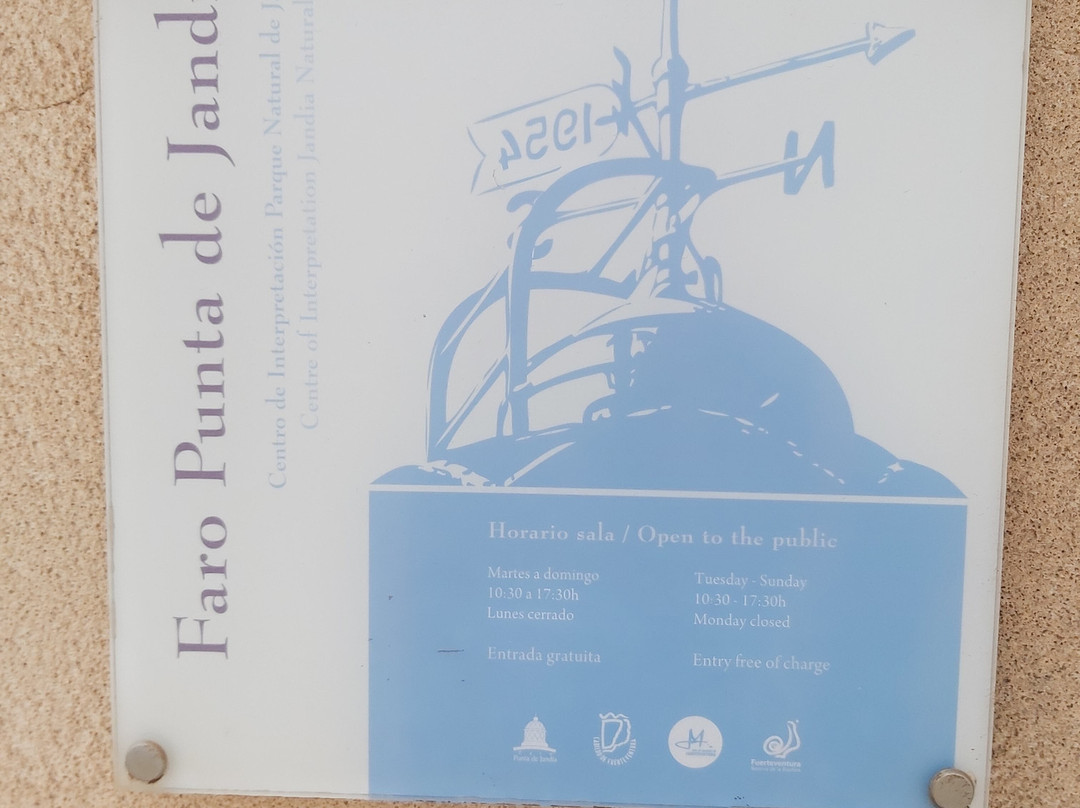 Faro Punta de Jand
Centro de Interpretación Parque Natural de J
Centre of Interpretation Jandia Natural
1954
N
Horario sala / Open to the public
Martes a domingo
10:30 a 17:30h
Lunes cerrado
Entrada gratuita
Tuesday - Sunday
10:30 - 17:30h
Monday closed
Entry free of charge
Punta de Jandía
M
Fuerteventura